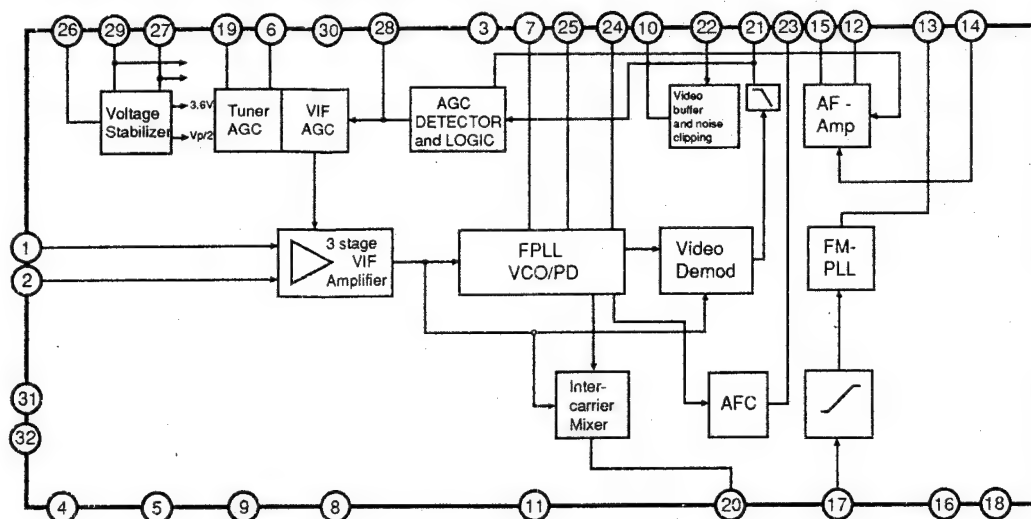 26 29 27 19 6 30 28 3 7 25 24 10 22 21 23 15 12 13 14
Voltage
Stabilizer
3.6V
Vp/2
Tuner
AGC
VIF
AGC
AGC
DETECTOR
and LOGIC
Video
buffer
and noise
clipping
AF -
Amp
1
2
3 stage
VIF
Amplifier
FPLL
VCO/PD
Video
Demod
FM-
PLL
31
32
Inter-
carrier
Mixer
AFC
4 5 9 8 11 20 17 16 18